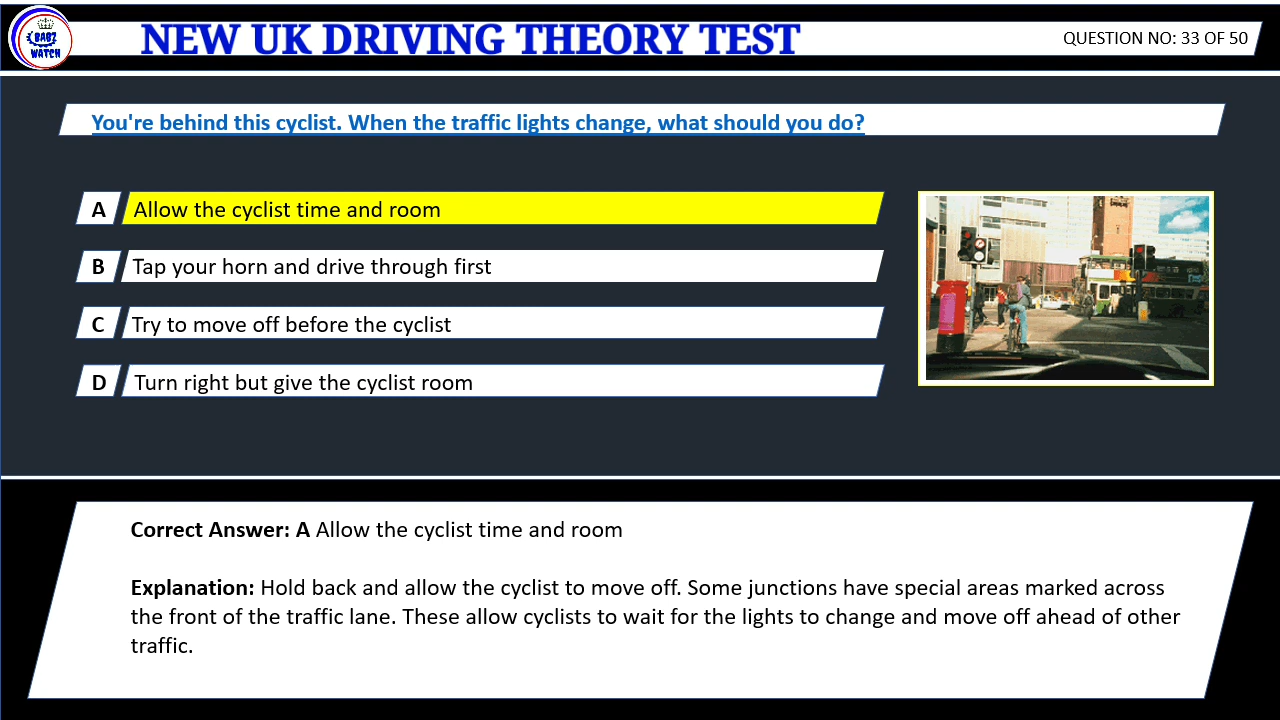 BABZ
WATCH
NEW UK DRIVING THEORY TEST
QUESTION NO: 33 OF 50
You're behind this cyclist. When the traffic lights change, what should you do?
A Allow the cyclist time and room
B Tap your horn and drive through first
C Try to move off before the cyclist
D Turn right but give the cyclist room
Correct Answer: A Allow the cyclist time and room
Explanation: Hold back and allow the cyclist to move off. Some junctions have special areas marked across
the front of the traffic lane. These allow cyclists to wait for the lights to change and move off ahead of other
traffic.